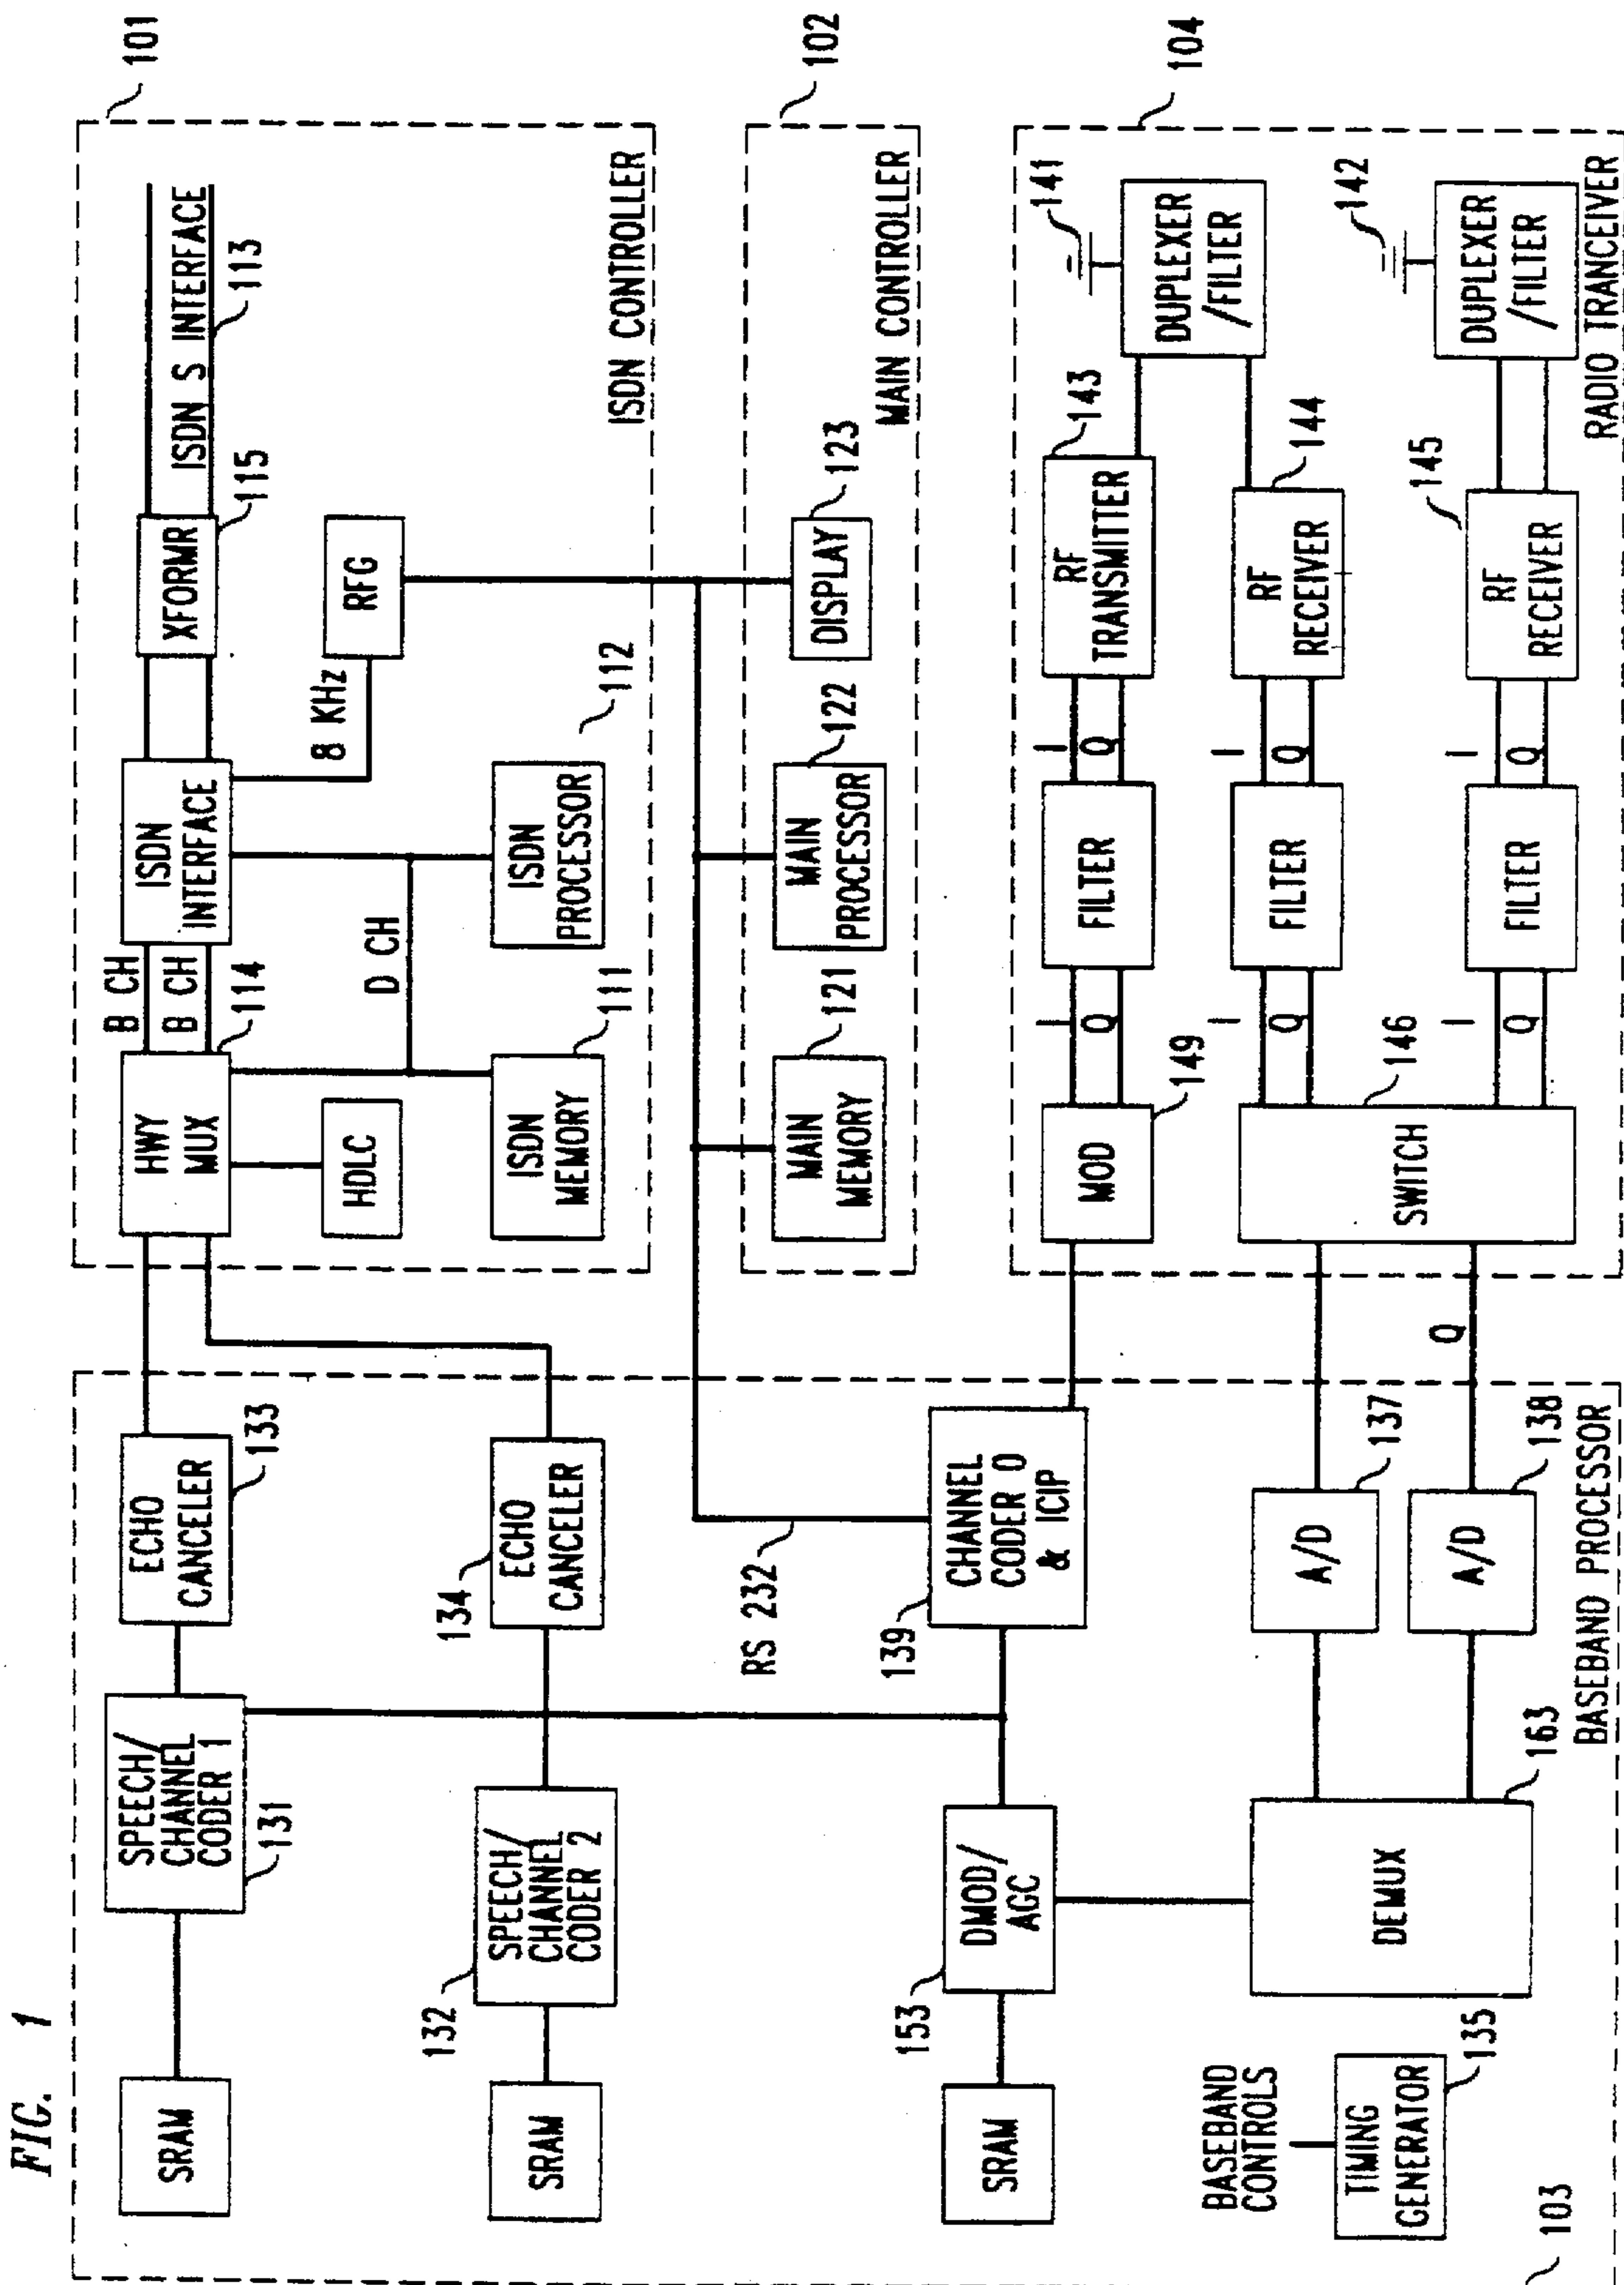 FIG. 1
101
B CH
B CH
HWY
MUX
114
ISDN
INTERFACE
XFORMR
115
ISDN S INTERFACE
113
8 KHz
RFG
HDLC
D CH
ISDN
MEMORY
111
ISDN
PROCESSOR
112
ISDN CONTROLLER
102
MAIN
MEMORY
121
MAIN
PROCESSOR
122
DISPLAY
123
MAIN CONTROLLER
104
MOD
149
I
Q
FILTER
I
Q
RF
TRANSMITTER
143
141
DUPLEXER
/FILTER
SWITCH
146
I
Q
FILTER
I
Q
RF
RECEIVER
144
I
Q
FILTER
I
Q
RF
RECEIVER
145
142
DUPLEXER
/FILTER
RADIO TRANCEIVER
SRAM
SPEECH/
CHANNEL
CODER 1
131
ECHO
CANCELER
133
SRAM
132
SPEECH/
CHANNEL
CODER 2
134
ECHO
CANCELER
RS 232
SRAM
153
DMOD/
AGC
139
CHANNEL
CODER 0
& ICIP
BASEBAND
CONTROLS
TIMING
GENERATOR
135
DEMUX
163
A/D
137
A/D
138
Q
BASEBAND PROCESSOR
103